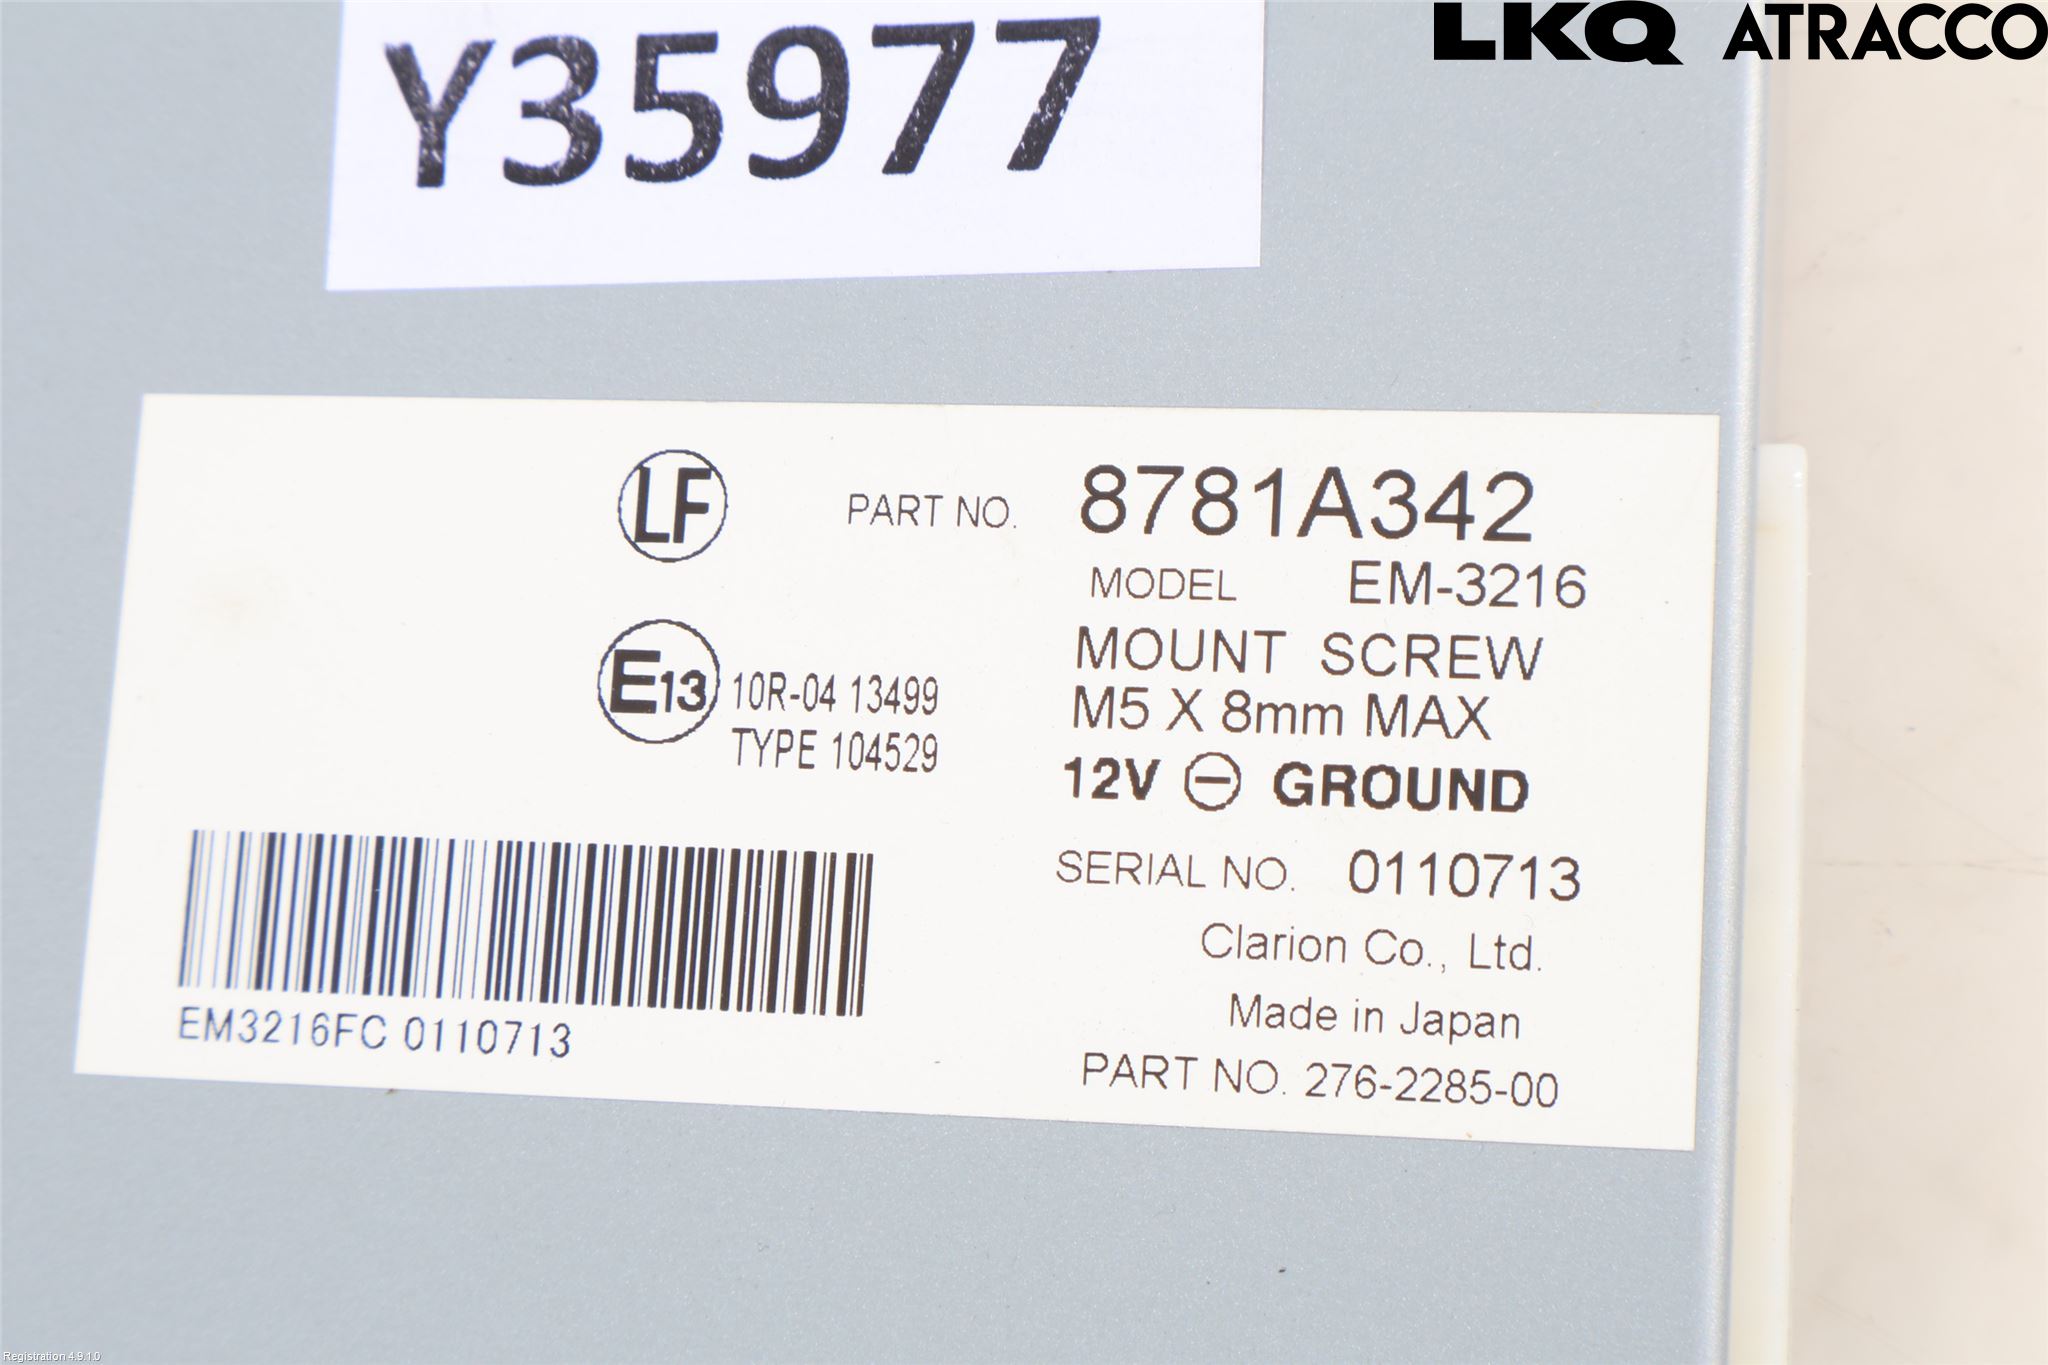 LKQ ATRACCO
Y35977
LF
PART NO. 8781A342
MODEL EM-3216
MOUNT SCREW
M5 X 8mm MAX
12V ⊖ GROUND
E13 10R-04 13499
TYPE 104529
SERIAL NO. 0110713
Clarion Co., Ltd.
Made in Japan
PART NO. 276-2285-00
EM3216FC 0110713
Registration 4.9.1.0